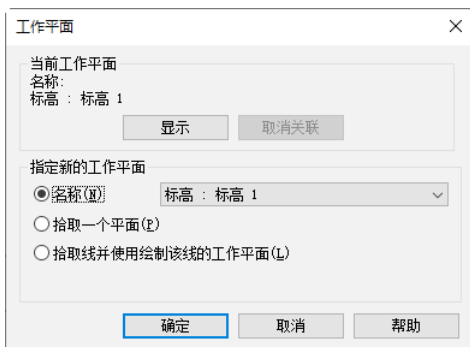 工作平面
当前工作平面
名称:
标高 : 标高 1
显示 取消关联
指定新的工作平面
名称(N) 标高 : 标高 1
拾取一个平面(P)
拾取线并使用绘制该线的工作平面(L)
确定 取消 帮助